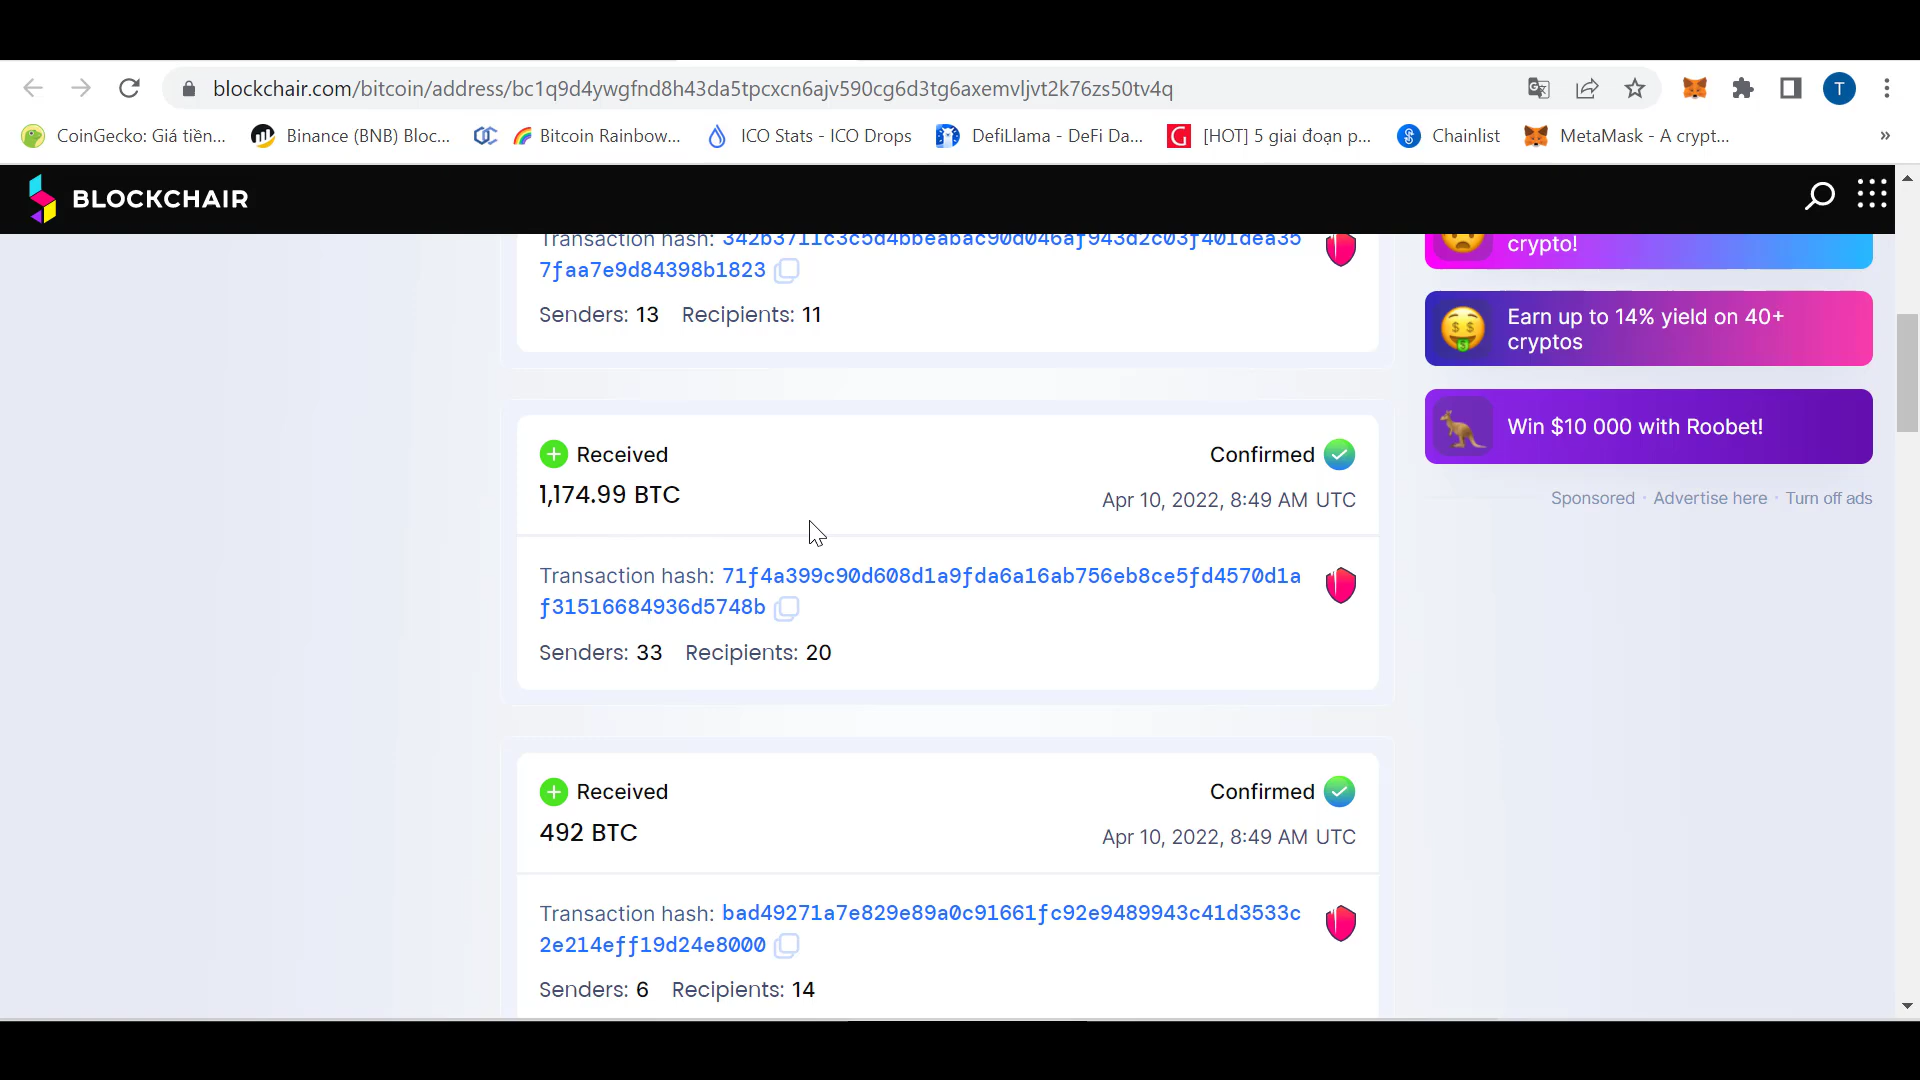 blockchair.com/bitcoin/address/bc1q9d4ywgfnd8h43da5tpcxcn6ajv590cg6d3tg6axemvljvt2k76zs50tv4q
T
CoinGecko: Giá tiền...
Binance (BNB) Bloc...
Bitcoin Rainbow...
ICO Stats - ICO Drops
DefiLlama - DeFi Da...
[HOT] 5 giai đoạn p...
Chainlist
MetaMask - A crypt...
»
BLOCKCHAIR
Transaction hash: 342b3711c3c5d4bbeabac90d046af943d2c03f401dea35
7faa7e9d84398b1823
Senders: 13 Recipients: 11
Received
Confirmed
1,174.99 BTC
Apr 10, 2022, 8:49 AM UTC
Transaction hash: 71f4a399c90d608d1a9fda6a16ab756eb8ce5fd4570d1a
f31516684936d5748b
Senders: 33 Recipients: 20
Received
Confirmed
492 BTC
Apr 10, 2022, 8:49 AM UTC
Transaction hash: bad49271a7e829e89a0c91661fc92e9489943c41d3533c
2e214eff19d24e8000
Senders: 6 Recipients: 14
crypto!
Earn up to 14% yield on 40+
cryptos
Win $10 000 with Roobet!
Sponsored · Advertise here · Turn off ads